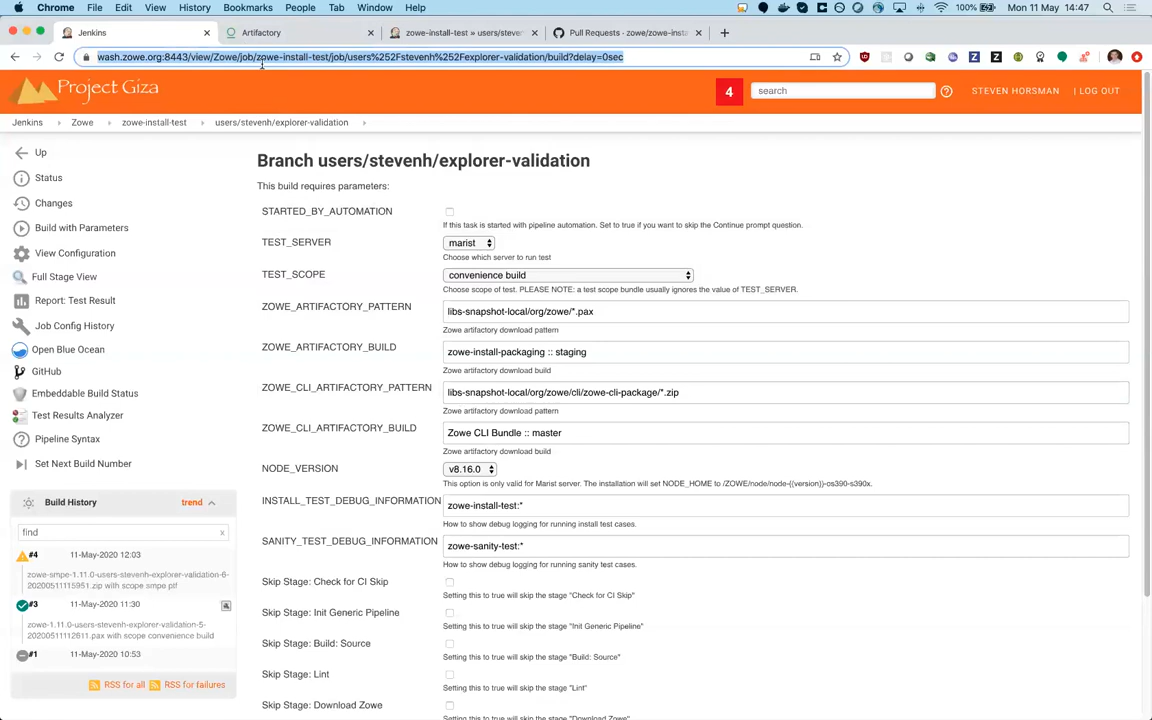 Chrome File Edit View History Bookmarks People Tab Window Help 100% Mon 11 May 14:47
Jenkins Artifactory zowe-install-test » users/steven Pull Requests · zowe/zowe-insta
wash.zowe.org:8443/view/Zowe/job/zowe-install-test/job/users%252Fstevenh%252Fexplorer-validation/build?delay=0sec
Project Giza 4 search STEVEN HORSMAN | LOG OUT
Jenkins Zowe zowe-install-test users/stevenh/explorer-validation
Up
Status
Changes
Build with Parameters
View Configuration
Full Stage View
Report: Test Result
Job Config History
Open Blue Ocean
GitHub
Embeddable Build Status
Test Results Analyzer
Pipeline Syntax
Set Next Build Number
Build History trend
find x
#4 11-May-2020 12:03
zowe-smpe-1.11.0-users-stevenh-explorer-validation-6-
20200511115951.zip with scope smpe ptf
#3 11-May-2020 11:30
zowe-1.11.0-users-stevenh-explorer-validation-5-
20200511112611.pax with scope convenience build
#1 11-May-2020 10:53
RSS for all RSS for failures
Branch users/stevenh/explorer-validation
This build requires parameters:
STARTED_BY_AUTOMATION
If this task is started with pipeline automation. Set to true if you want to skip the Continue prompt question.
TEST_SERVER marist
Choose which server to run test
TEST_SCOPE convenience build
Choose scope of test. PLEASE NOTE: a test scope bundle usually ignores the value of TEST_SERVER.
ZOWE_ARTIFACTORY_PATTERN libs-snapshot-local/org/zowe/*.pax
Zowe artifactory download pattern
ZOWE_ARTIFACTORY_BUILD zowe-install-packaging :: staging
Zowe artifactory download build
ZOWE_CLI_ARTIFACTORY_PATTERN libs-snapshot-local/org/zowe/cli/zowe-cli-package/*.zip
Zowe artifactory download pattern
ZOWE_CLI_ARTIFACTORY_BUILD Zowe CLI Bundle :: master
Zowe artifactory download build
NODE_VERSION v8.16.0
This option is only valid for Marist server. The installation will set NODE_HOME to /ZOWE/node/node-{{version}}-os390-s390x.
INSTALL_TEST_DEBUG_INFORMATION zowe-install-test:*
How to show debug logging for running install test cases.
SANITY_TEST_DEBUG_INFORMATION zowe-sanity-test:*
How to show debug logging for running sanity test cases.
Skip Stage: Check for CI Skip
Setting this to true will skip the stage "Check for CI Skip"
Skip Stage: Init Generic Pipeline
Setting this to true will skip the stage "Init Generic Pipeline"
Skip Stage: Build: Source
Setting this to true will skip the stage "Build: Source"
Skip Stage: Lint
Setting this to true will skip the stage "Lint"
Skip Stage: Download Zowe
Setting this to true will skip the stage "Download Zowe"